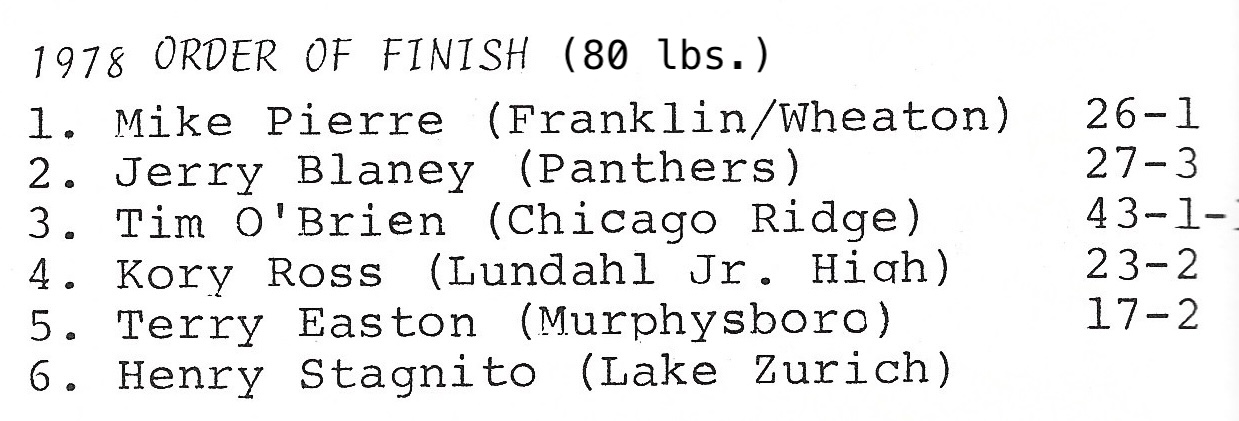 1978 ORDER OF FINISH (80 lbs.)
1. Mike Pierre (Franklin/Wheaton) 26-1
2. Jerry Blaney (Panthers) 27-3
3. Tim O'Brien (Chicago Ridge) 43-1-
4. Kory Ross (Lundahl Jr. High) 23-2
5. Terry Easton (Murphysboro) 17-2
6. Henry Stagnito (Lake Zurich)